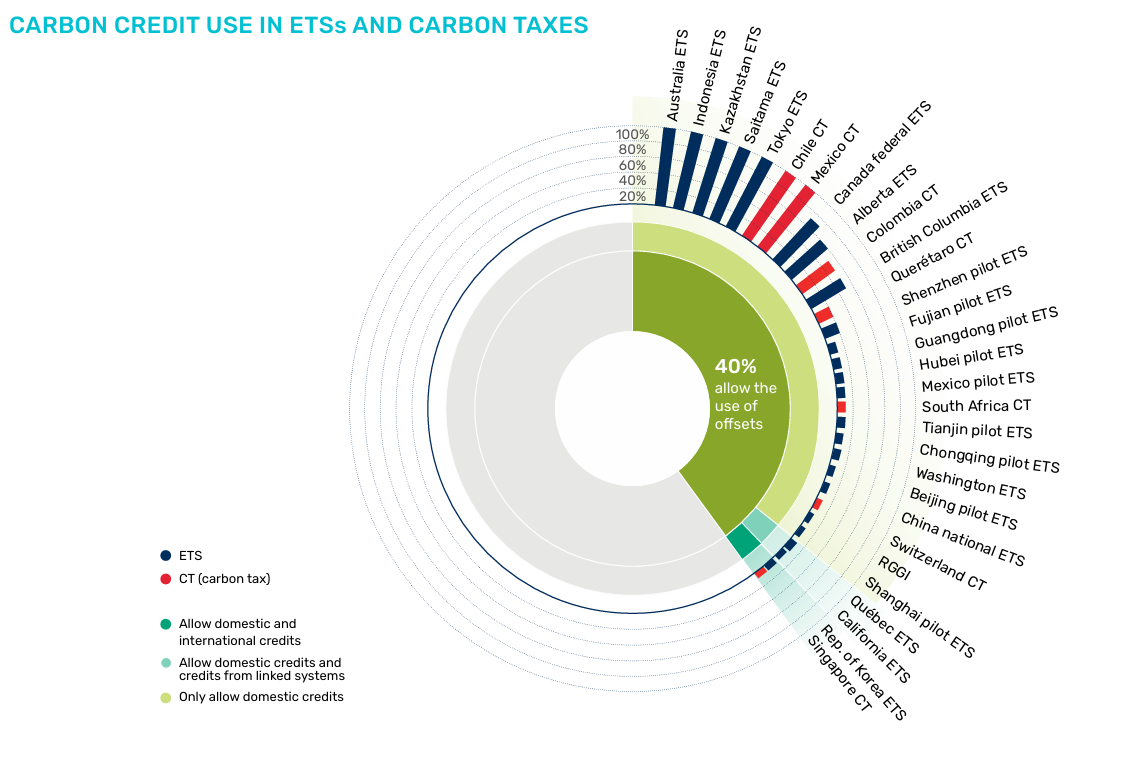 CARBON CREDIT USE IN ETSs AND CARBON TAXES
Australia ETS
Indonesia ETS
Kazakhstan ETS
Saitama ETS
Tokyo ETS
Chile CT
Mexico CT
Canada federal ETS
Alberta ETS
Colombia CT
British Columbia ETS
Querétaro CT
Shenzhen pilot ETS
Fujian pilot ETS
Guangdong pilot ETS
Hubei pilot ETS
Mexico pilot ETS
South Africa CT
Tianjin pilot ETS
Chongqing pilot ETS
Washington ETS
Beijing pilot ETS
China national ETS
Switzerland CT
RGGI
Shanghai pilot ETS
Québec ETS
California ETS
Rep. of Korea ETS
Singapore CT
100%
80%
60%
40%
20%
40%
allow the
use of
offsets
ETS
CT (carbon tax)
Allow domestic and
international credits
Allow domestic credits and
credits from linked systems
Only allow domestic credits